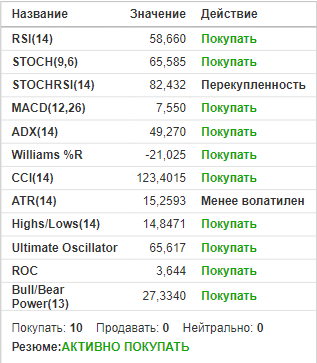 Название Значение Действие
RSI(14) 58,660 Покупать
STOCH(9,6) 65,585 Покупать
STOCHRSI(14) 82,432 Перекупленность
MACD(12,26) 7,550 Покупать
ADX(14) 49,270 Покупать
Williams %R -21,025 Покупать
CCI(14) 123,4015 Покупать
ATR(14) 15,2593 Менее волатилен
Highs/Lows(14) 14,8471 Покупать
Ultimate Oscillator 65,617 Покупать
ROC 3,644 Покупать
Bull/Bear
Power(13) 27,3340 Покупать
Покупать: 10 Продавать: 0 Нейтрально: 0
Резюме:АКТИВНО ПОКУПАТЬ